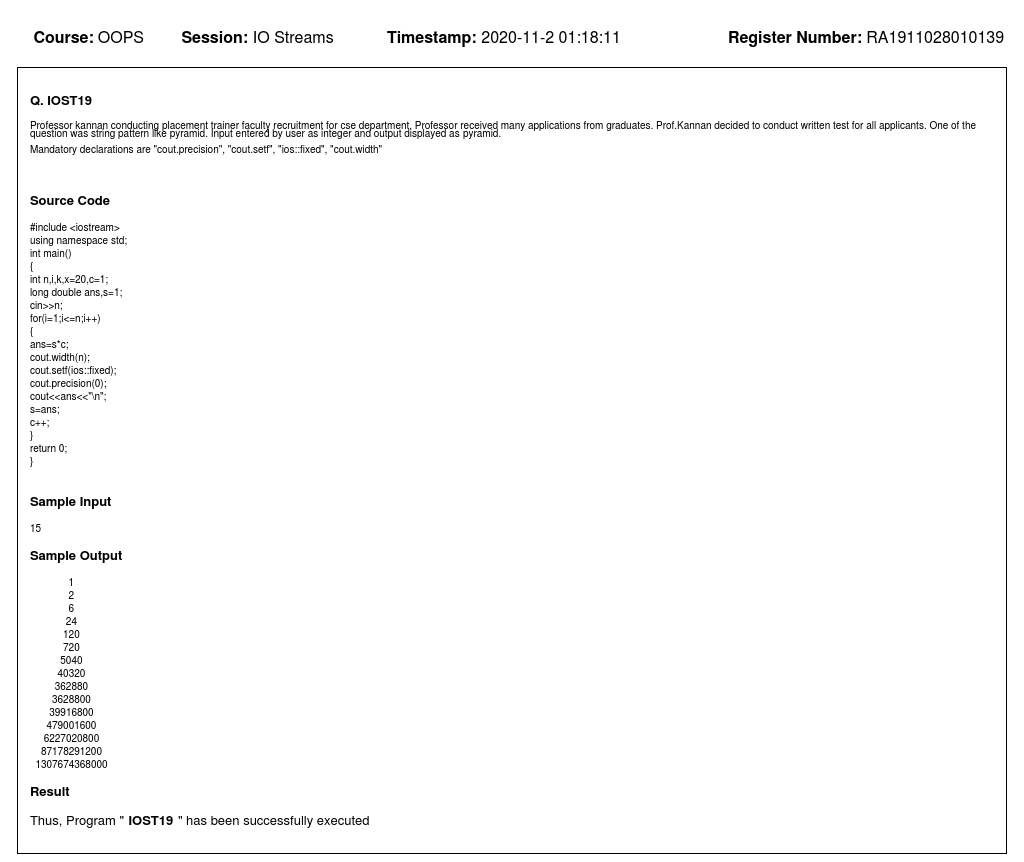 Course: OOPS Session: IO Streams Timestamp: 2020-11-2 01:18:11 Register Number: RA1911028010139
Q. IOST19
Professor kannan conducting placement trainer faculty recruitment for cse department, Professor received many applications from graduates. Prof.Kannan decided to conduct written test for all applicants. One of the
question was string pattern like pyramid. Input entered by user as integer and output displayed as pyramid.
Mandatory declarations are "cout.precision", "cout.setf", "ios::fixed", "cout.width"
Source Code
#include <iostream>
using namespace std;
int main()
{
int n,i,k,x=20,c=1;
long double ans,s=1;
cin>>n;
for(i=1;i<=n;i++)
{
ans=s*c;
cout.width(n);
cout.setf(ios::fixed);
cout.precision(0);
cout<<ans<<"\n";
s=ans;
c++;
}
return 0;
}
Sample Input
15
Sample Output
1
2
6
24
120
720
5040
40320
362880
3628800
39916800
479001600
6227020800
87178291200
1307674368000
Result
Thus, Program " IOST19 " has been successfully executed